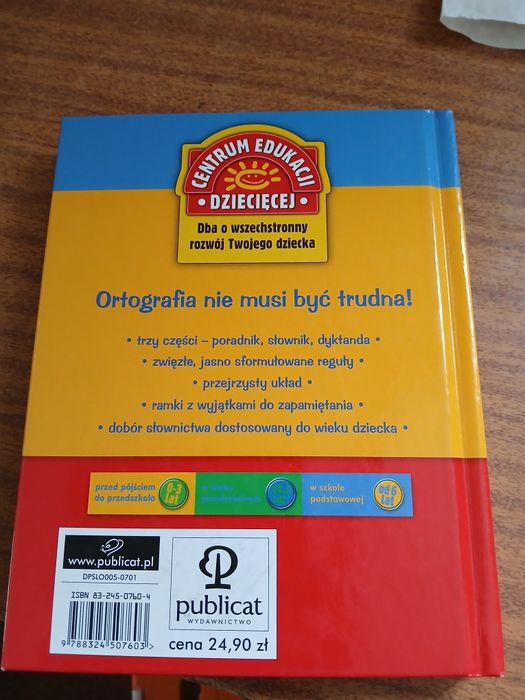 CENTRUM EDUKACJI
• DZIECIĘCEJ •
Dba o wszechstronny
rozwój Twojego dziecka
Ortografia nie musi być trudna!
• trzy części – poradnik, słownik, dyktanda •
• zwięzłe, jasno sformułowane reguły •
• przejrzysty układ •
• ramki z wyjątkami do zapamiętania •
• dobór słownictwa dostosowany do wieku dziecka •
przed pójściem
do przedszkola
0-3
lat
w wieku
przedszkolnym
lat
w szkole
podstawowej
od 6
lat
www.publicat.pl
DPSLO005-0701
ISBN 83-245-0760-4
9 788324 507603 >
publicat
WYDAWNICTWO
cena 24,90 zł